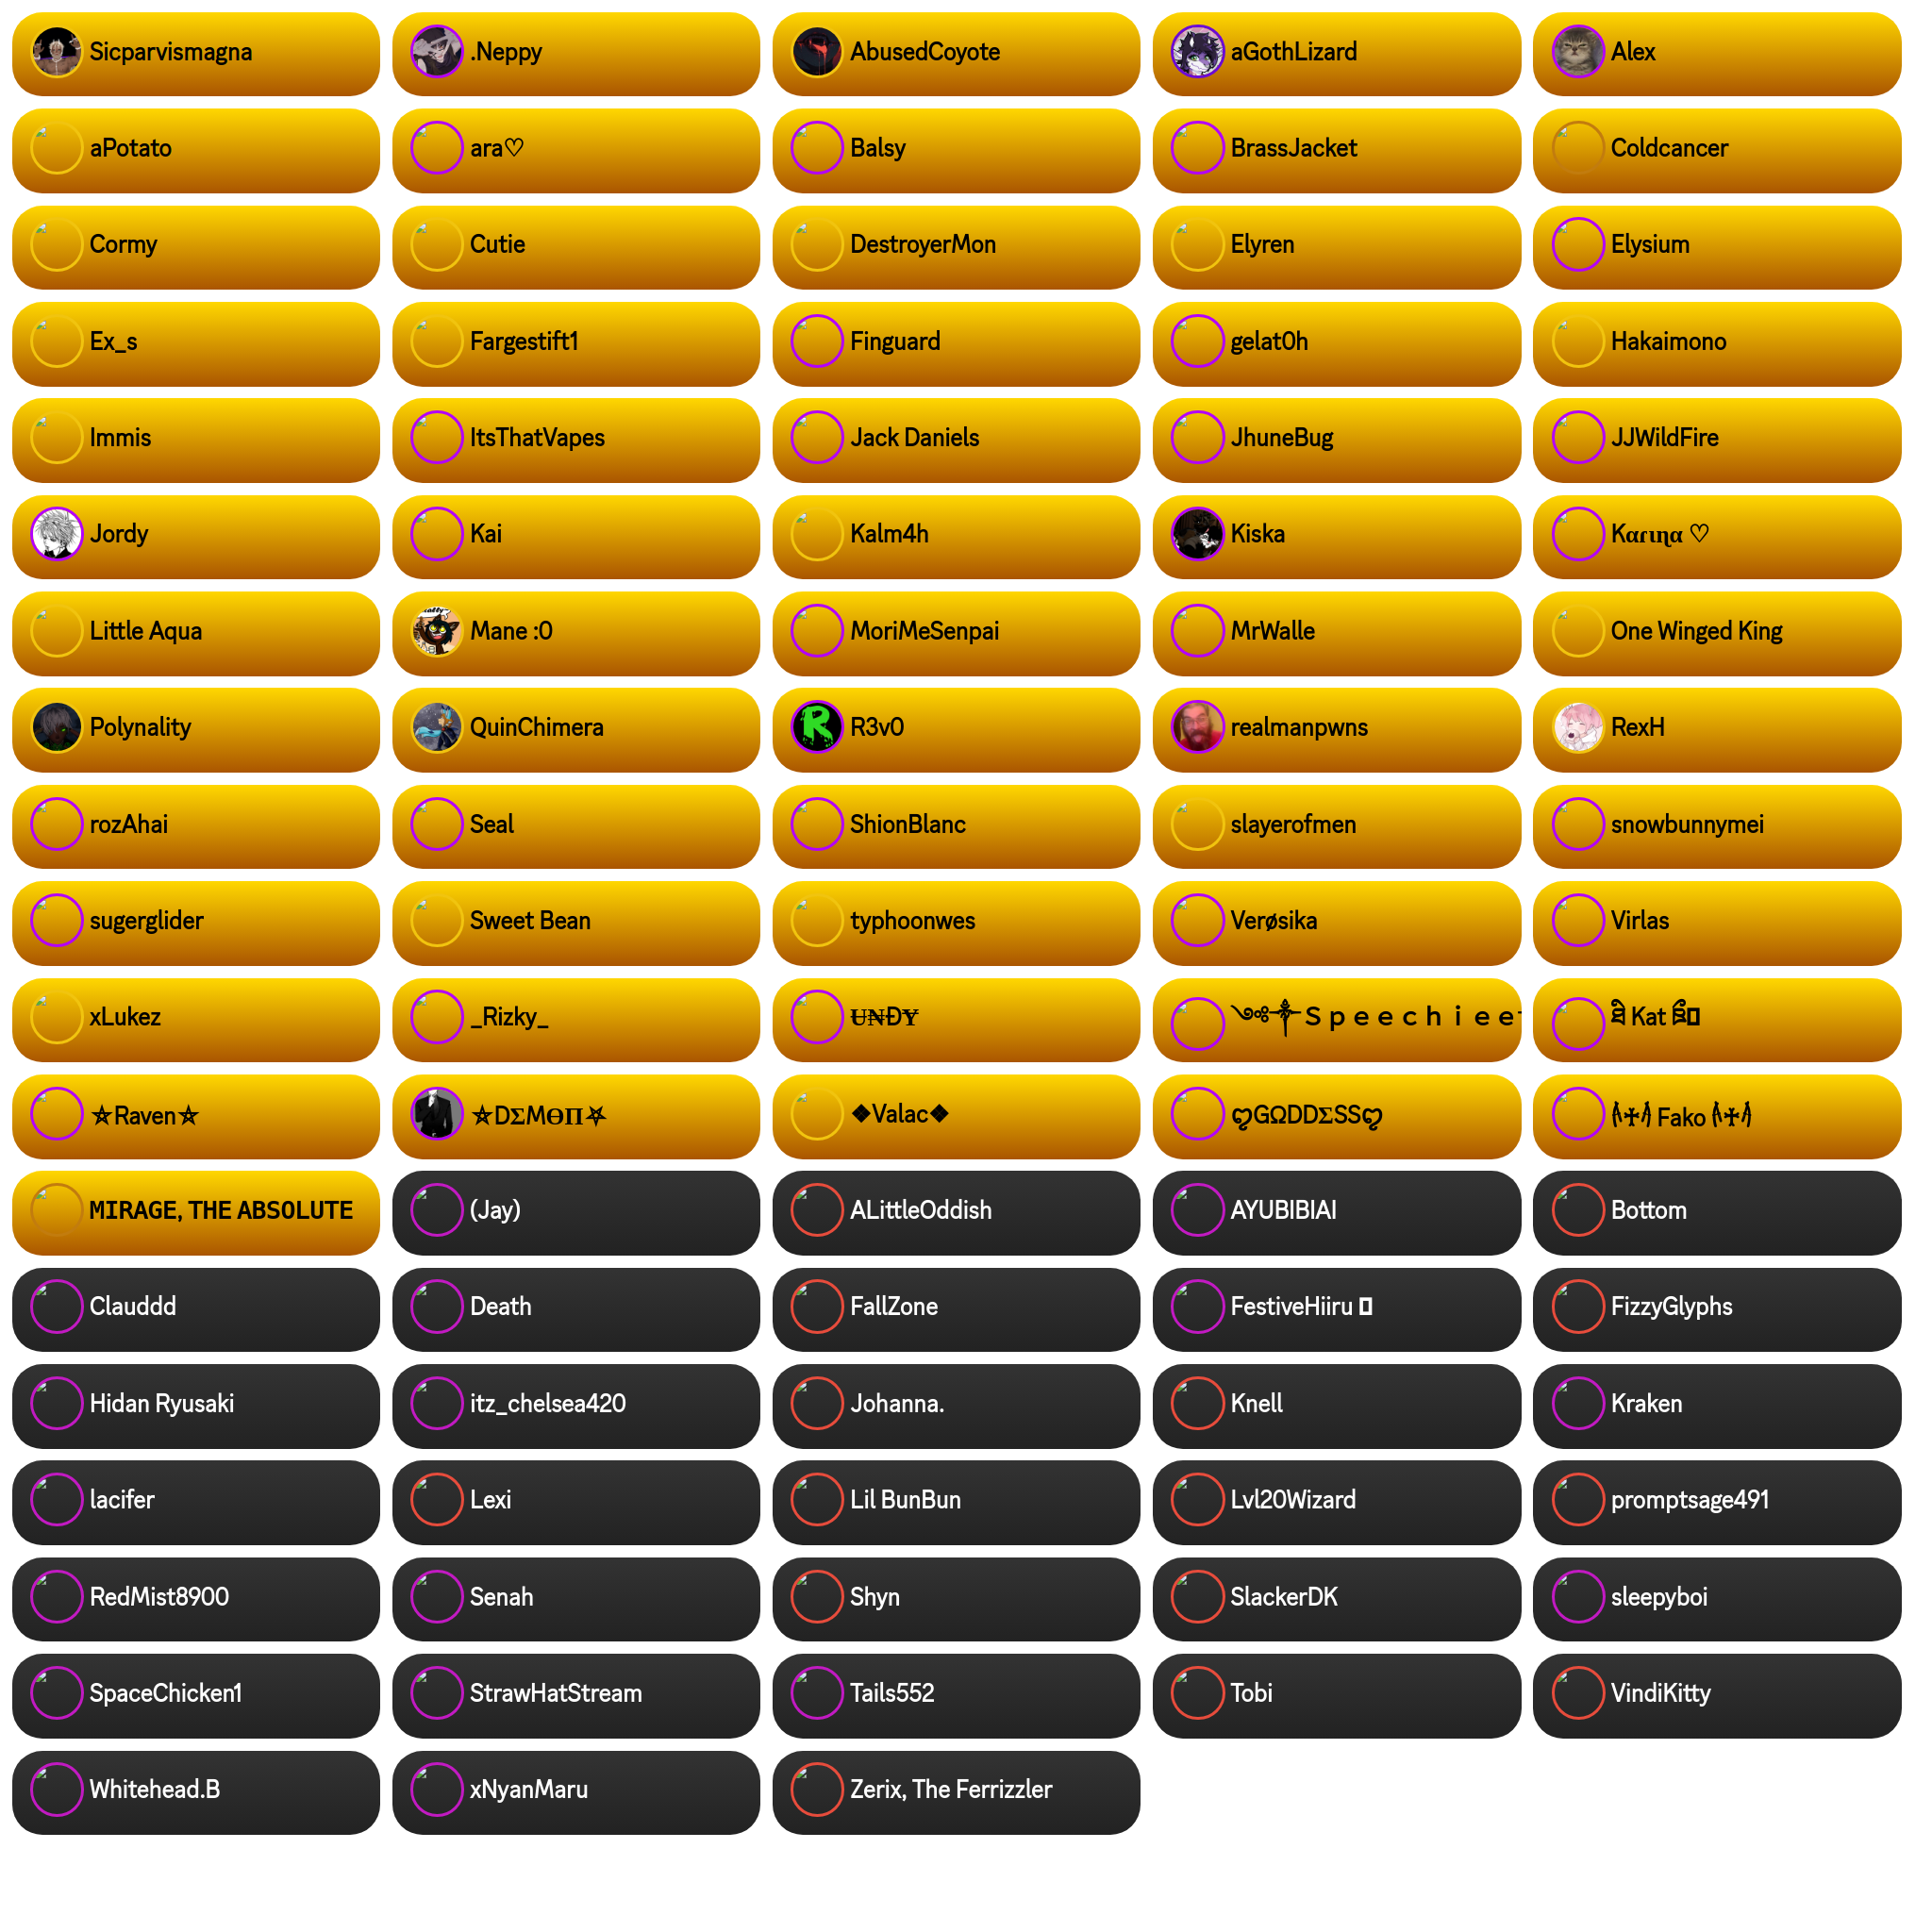 Sicparvismagna
.Neppy
AbusedCoyote
aGothLizard
Alex
aPotato
ara♡
Balsy
BrassJacket
Coldcancer
Cormy
Cutie
DestroyerMon
Elyren
Elysium
Ex_s
Fargestift1
Finguard
gelat0h
Hakaimono
Immis
ItsThatVapes
Jack Daniels
JhuneBug
JJWildFire
Jordy
Kai
Kalm4h
Kiska
Kαɾιɳα ♡
Little Aqua
Mane :0
MoriMeSenpai
MrWalle
One Winged King
Polynality
QuinChimera
R3v0
realmanpwns
RexH
rozAhai
Seal
ShionBlanc
slayerofmen
snowbunnymei
sugerglider
Sweet Bean
typhoonwes
Verøsika
Virlas
xLukez
_Rizky_
Ʉ₦ĐɎ
༺༒Ｓｐｅｅｃｈｉｅｅ
Kat
⛤Raven⛤
⛤DΣMӨΠ⛧
❖Valac❖
ღGΩDDΣSSღ
Fako
MIRAGE, THE ABSOLUTE
(Jay)
ALittleOddish
AYUBIBIAI
Bottom
Clauddd
Death
FallZone
FestiveHiiru
FizzyGlyphs
Hidan Ryusaki
itz_chelsea420
Johanna.
Knell
Kraken
lacifer
Lexi
Lil BunBun
Lvl20Wizard
promptsage491
RedMist8900
Senah
Shyn
SlackerDK
sleepyboi
SpaceChicken1
StrawHatStream
Tails552
Tobi
VindiKitty
Whitehead.B
xNyanMaru
Zerix, The Ferrizzler